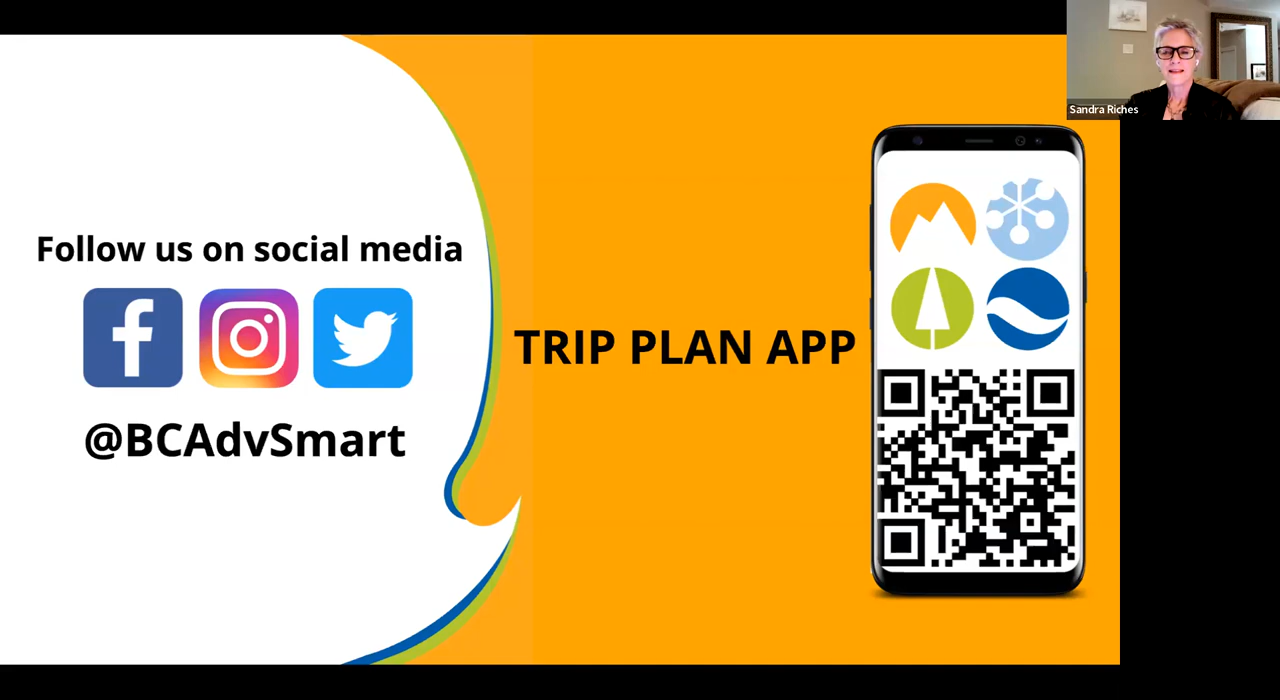 Sandra Riches
Follow us on social media
TRIP PLAN APP
@BCAdvSmart